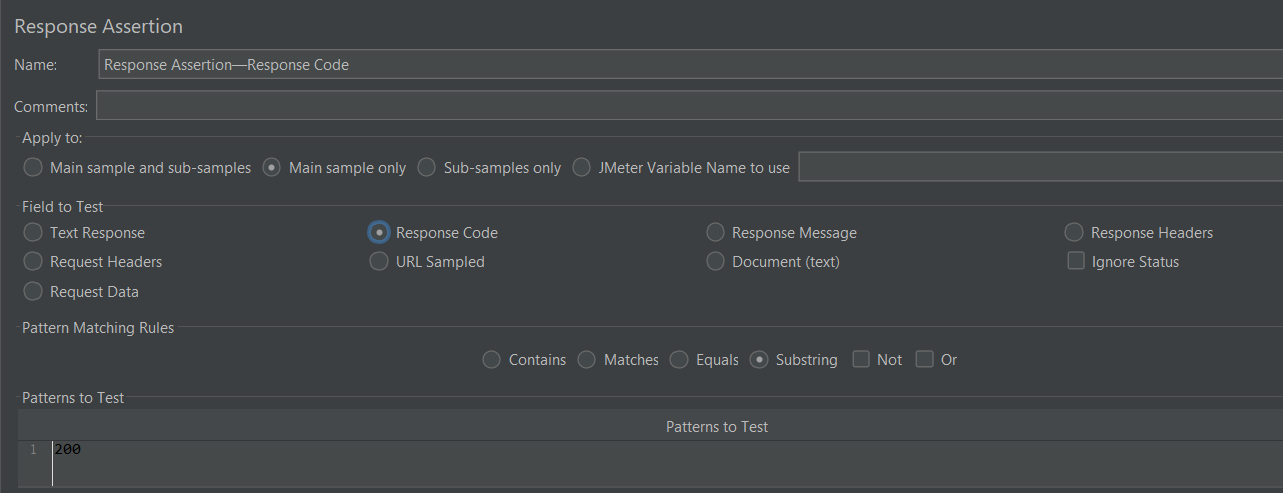 Response Assertion
Name: Response Assertion—Response Code
Comments:
Apply to:
Main sample and sub-samples Main sample only Sub-samples only JMeter Variable Name to use
Field to Test
Text Response Response Code Response Message Response Headers
Request Headers URL Sampled Document (text) Ignore Status
Request Data
Pattern Matching Rules
Contains Matches Equals Substring Not Or
Patterns to Test
Patterns to Test
1 200